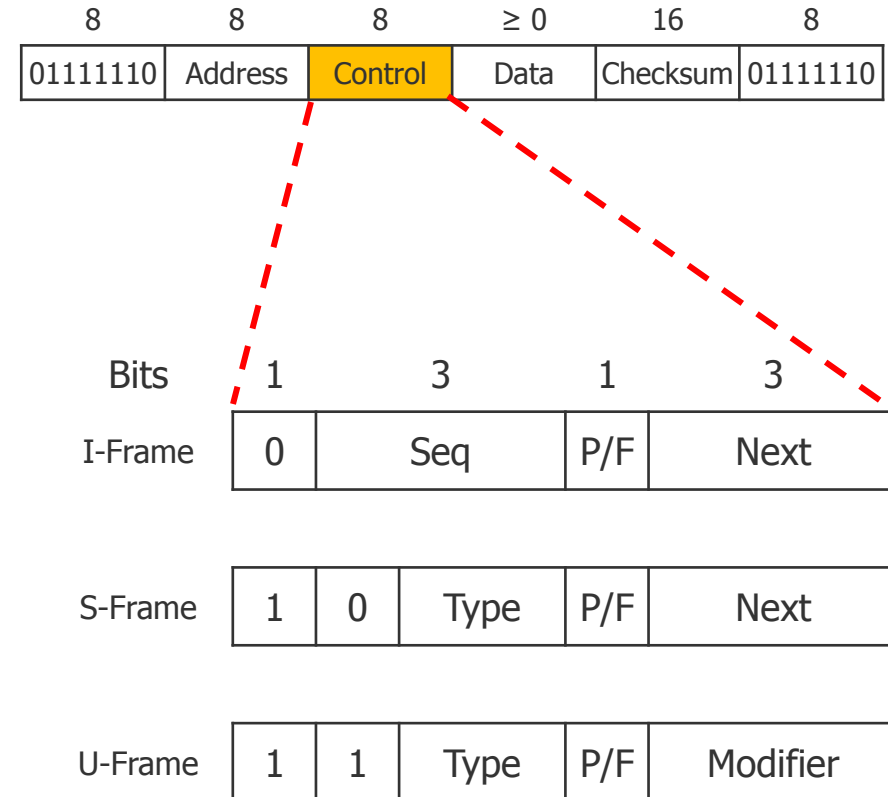 8 8 8 ≥ 0 16 8
01111110 Address Control Data Checksum 01111110
Bits 1 3 1 3
I-Frame 0 Seq P/F Next
S-Frame 1 0 Type P/F Next
U-Frame 1 1 Type P/F Modifier